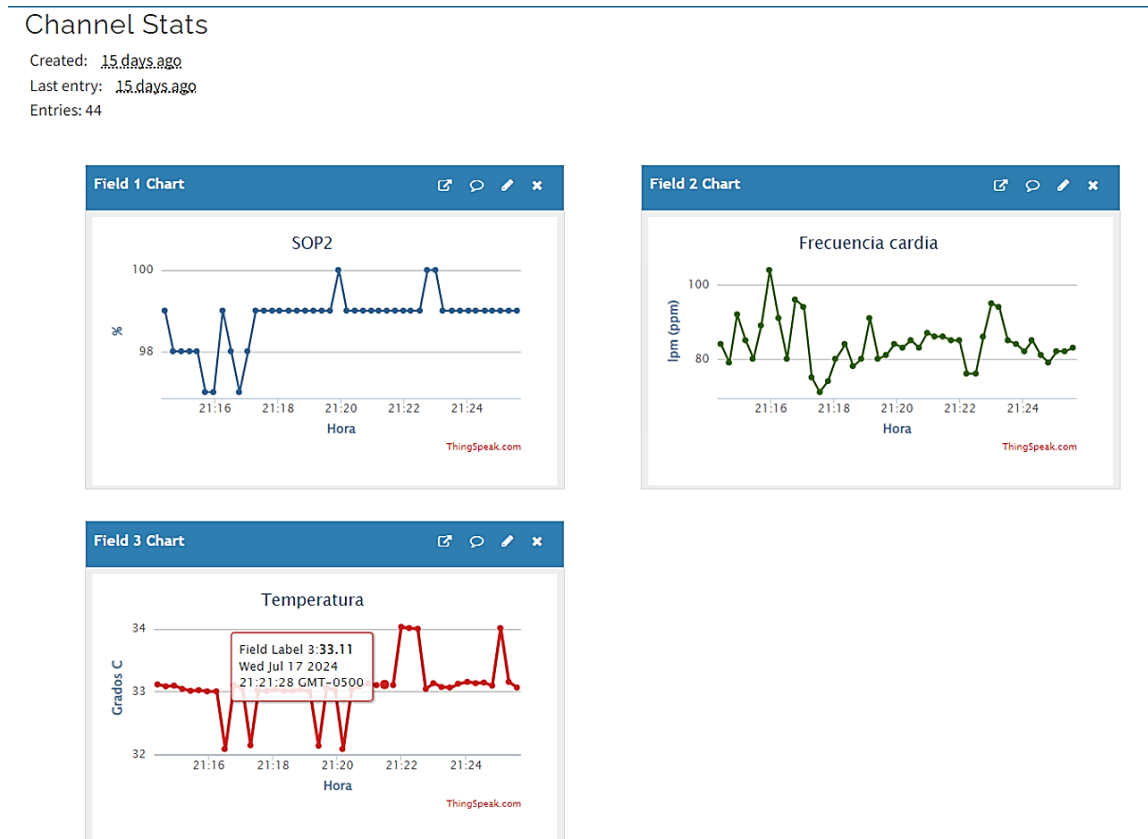 Channel Stats
Created: 15 days ago
Last entry: 15 days ago
Entries: 44
Field 1 Chart
SOP2
100
98
%
21:16 21:18 21:20 21:22 21:24
Hora
ThingSpeak.com
Field 2 Chart
Frecuencia cardia
100
80
lpm (ppm)
21:16 21:18 21:20 21:22 21:24
Hora
ThingSpeak.com
Field 3 Chart
Temperatura
34
33
32
Grados C
Field Label 3:33.11
Wed Jul 17 2024
21:21:28 GMT-0500
21:16 21:18 21:20 21:22 21:24
Hora
ThingSpeak.com